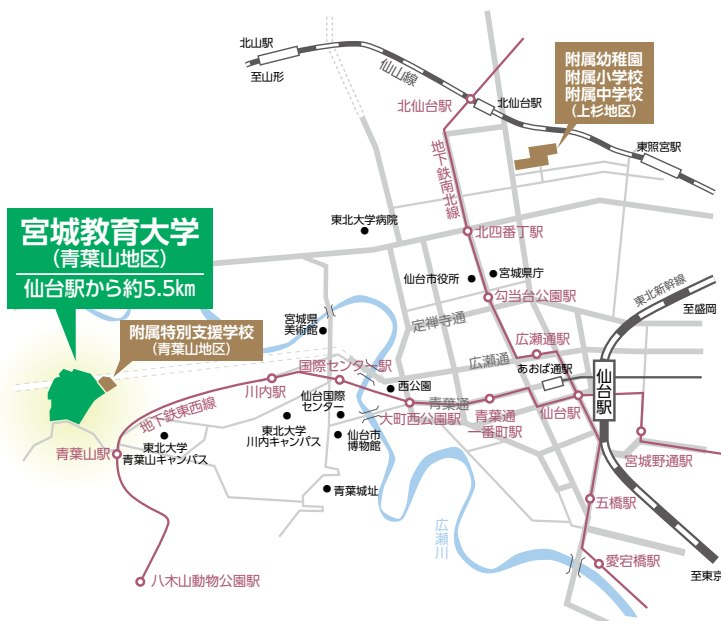 北山駅
至山形
仙山線
北仙台駅
北仙台駅
附属幼稚園
附属小学校
附属中学校
(上杉地区)
東照宮駅
地下鉄南北線
東北大学病院
北四番丁駅
宮城教育大学
(青葉山地区)
仙台駅から約5.5km
仙台市役所
宮城県庁
勾当台公園駅
東北新幹線
至盛岡
宮城県
美術館
定禅寺通
広瀬通駅
附属特別支援学校
(青葉山地区)
国際センター駅
広瀬通
あおば通駅
仙台駅
川内駅
西公園
青葉通
仙台駅
地下鉄東西線
仙台国際
センター
大町西公園駅
青葉通
一番町駅
東北大学
青葉山キャンパス
東北大学
川内キャンパス
仙台市
博物館
宮城野通駅
青葉山駅
青葉城址
五橋駅
広瀬川
愛宕橋駅
至東京
八木山動物公園駅